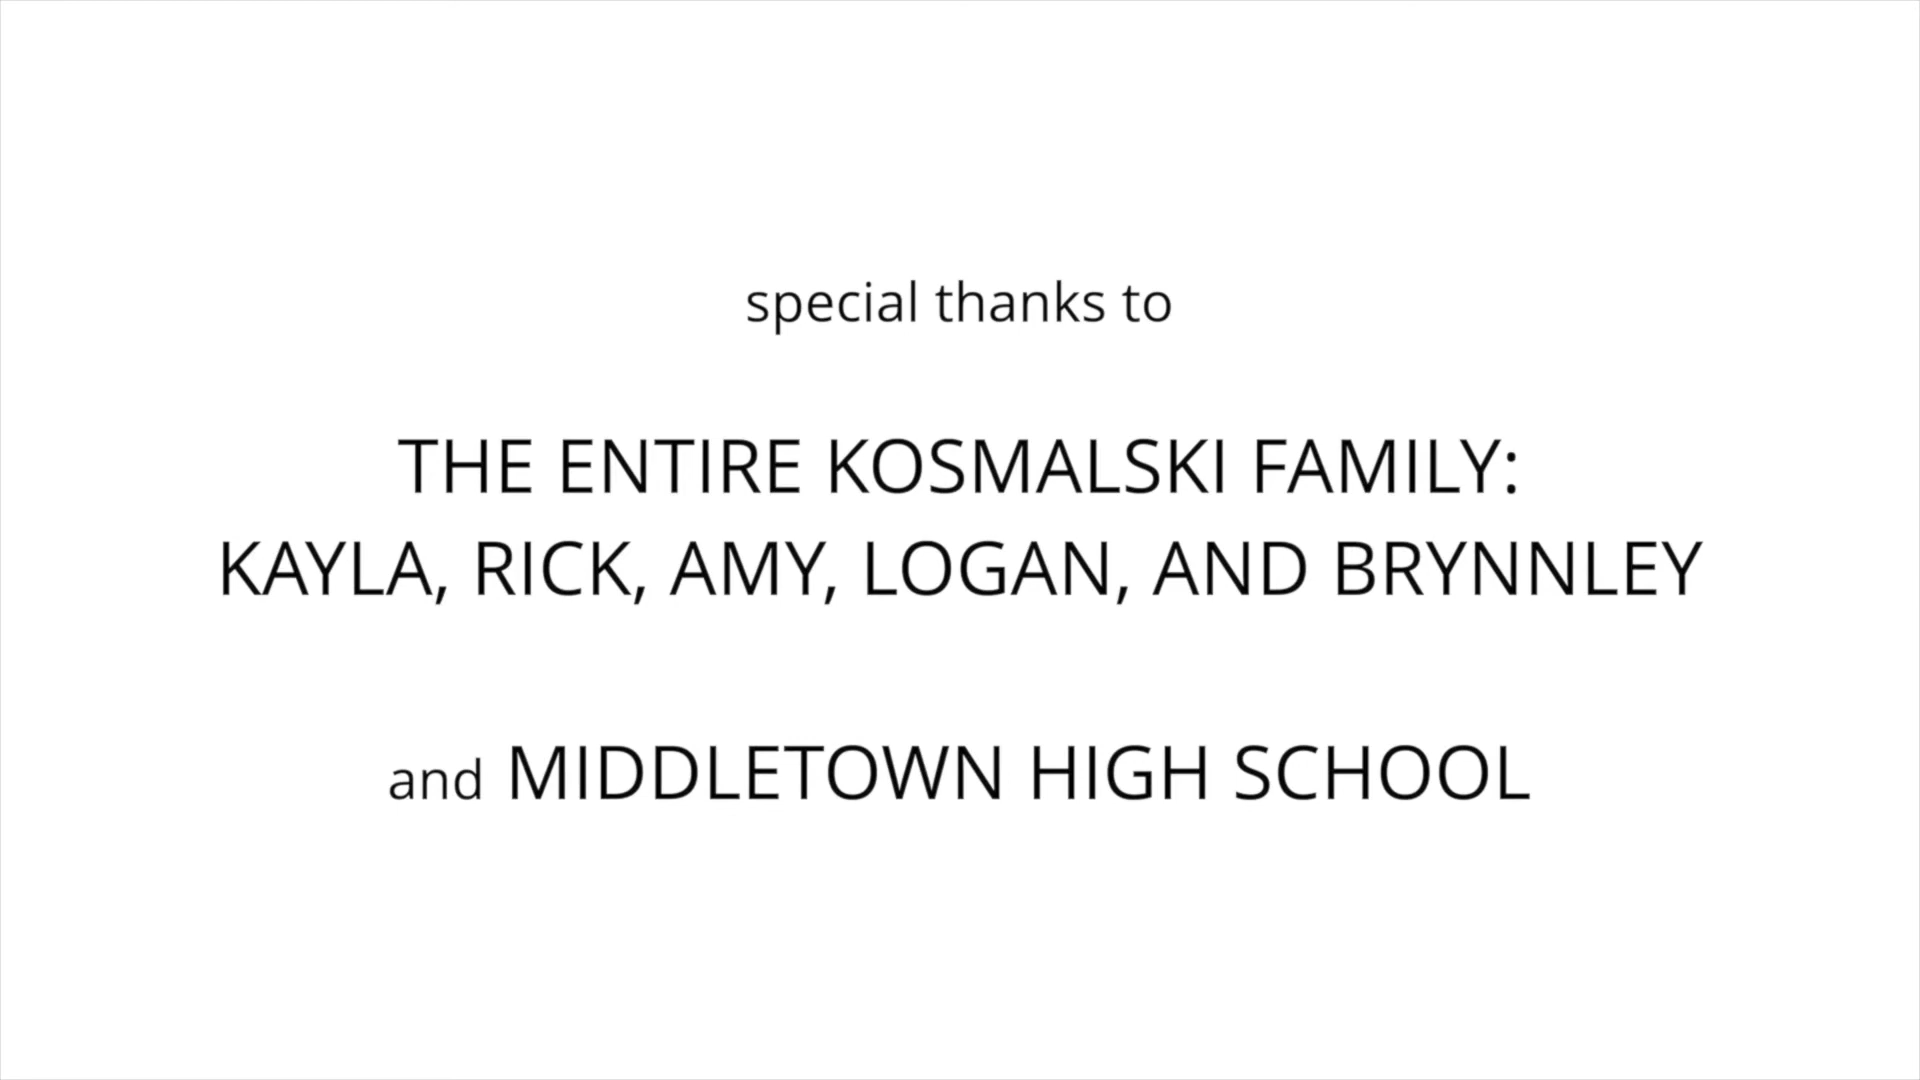 special thanks to
THE ENTIRE KOSMALSKI FAMILY:
KAYLA, RICK, AMY, LOGAN, AND BRYNNLEY
and MIDDLETOWN HIGH SCHOOL